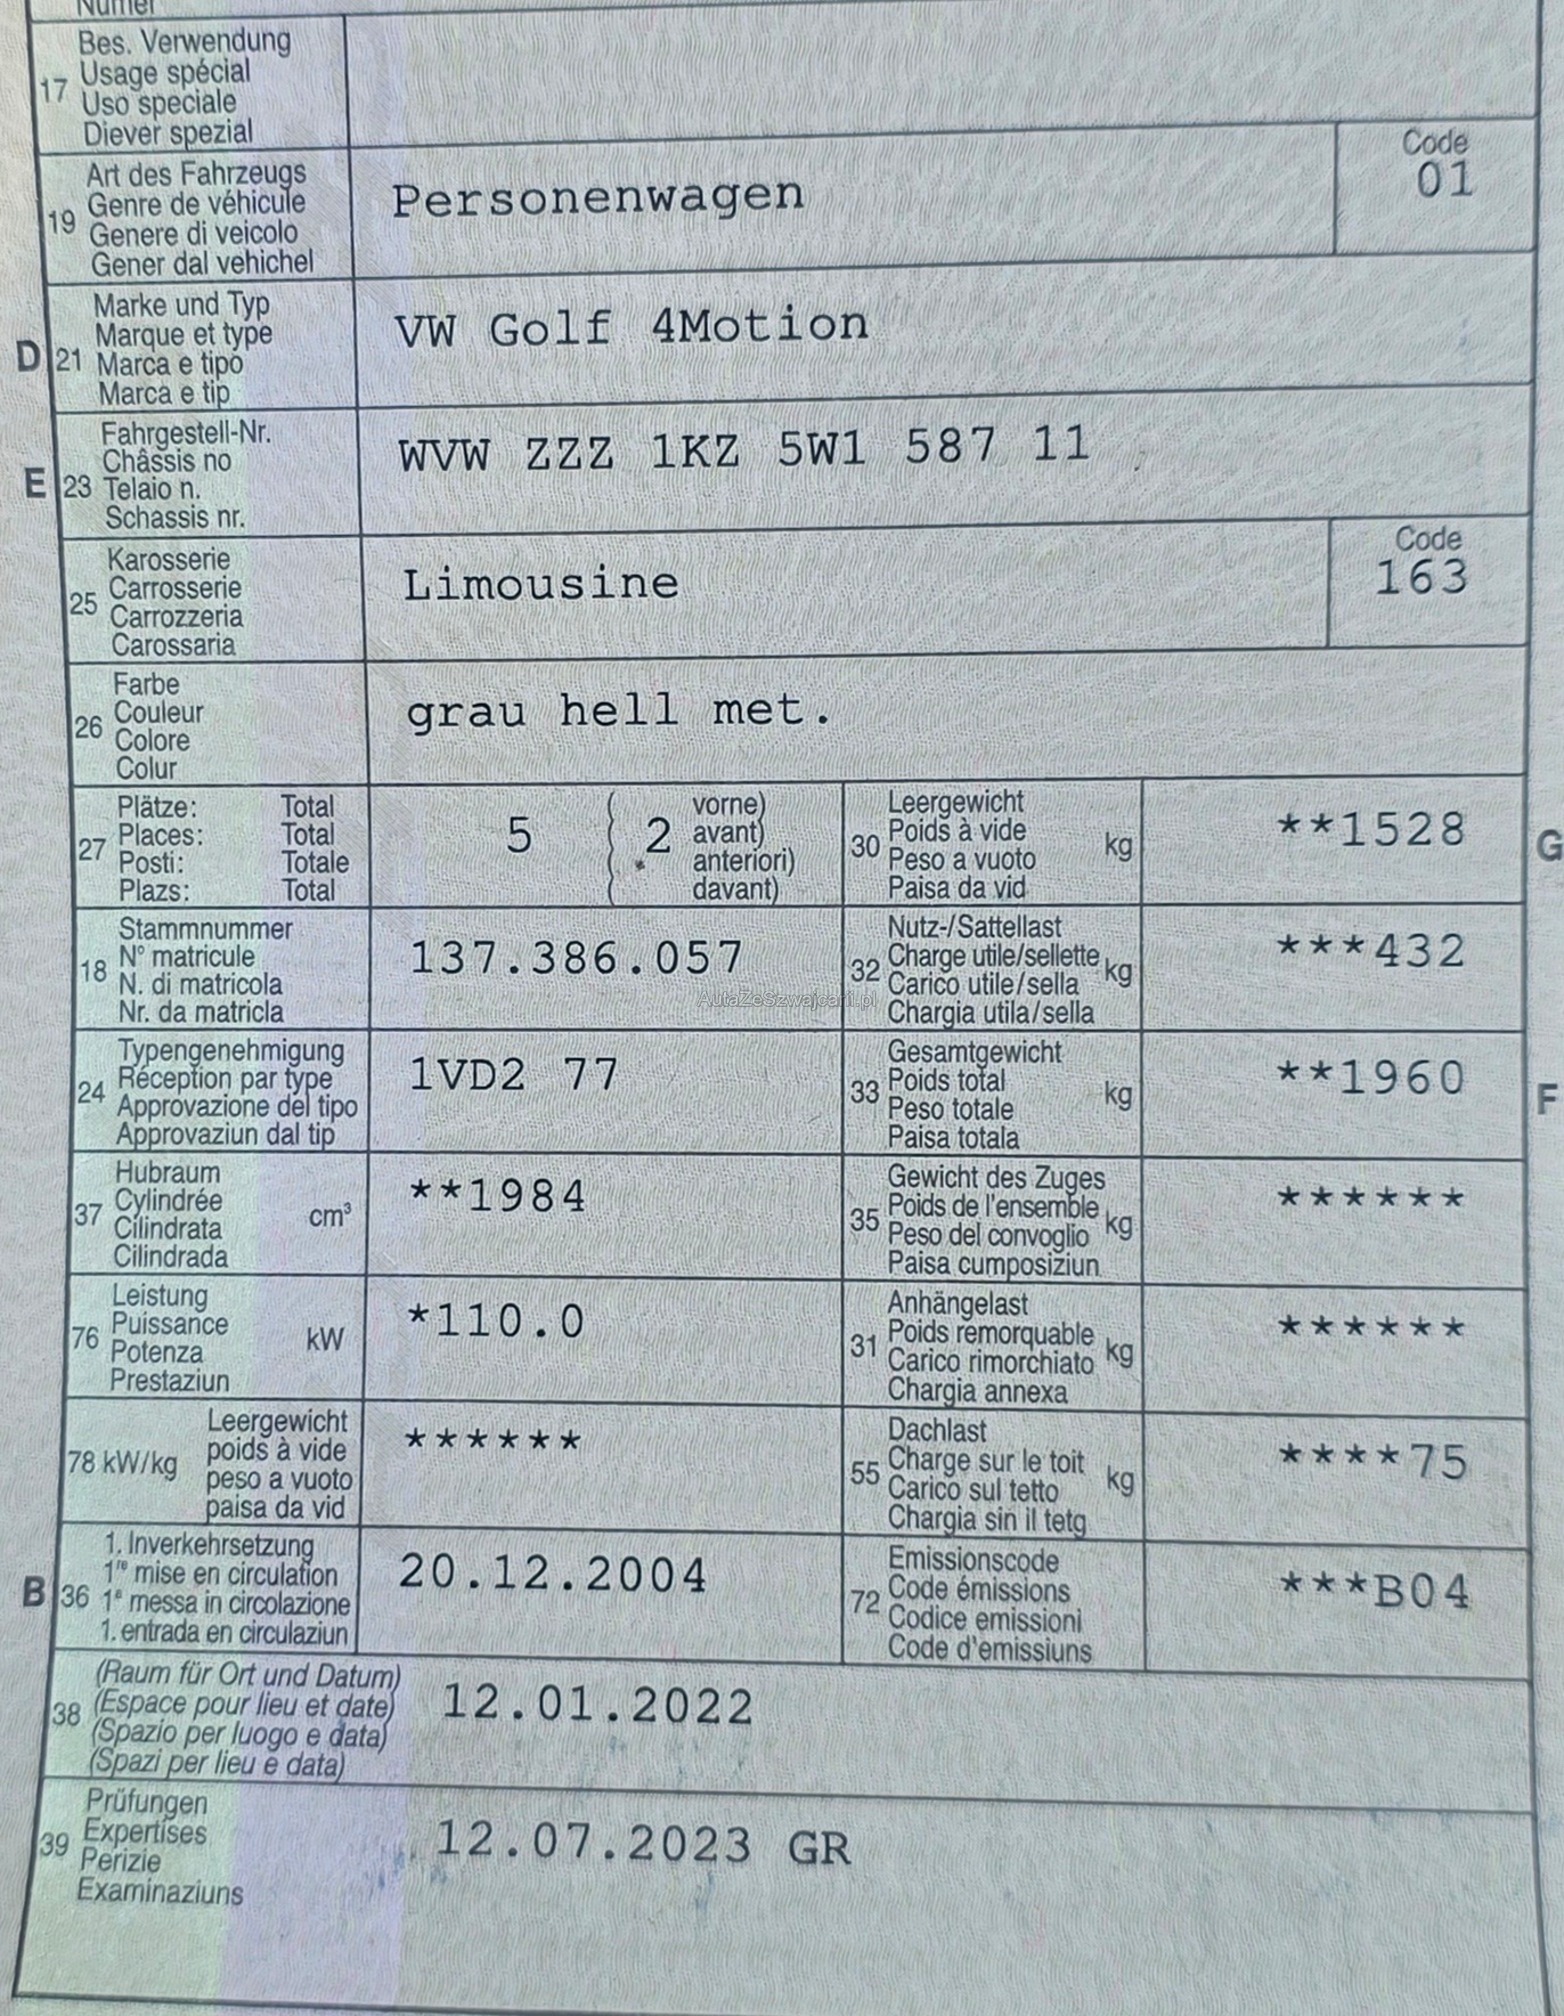 Numer
17
Bes. Verwendung
Usage spécial
Uso speciale
Diever spezial
19
Art des Fahrzeugs
Genre de véhicule
Genere di veicolo
Gener dal vehichel
Personenwagen
Code
01
D
21
Marke und Typ
Marque et type
Marca e tipo
Marca e tip
VW Golf 4Motion
E
23
Fahrgestell-Nr.
Châssis no
Telaio n.
Schassis nr.
WVW ZZZ 1KZ 5W1 587 11
25
Karosserie
Carrosserie
Carrozzeria
Carossaria
Limousine
Code
163
26
Farbe
Couleur
Colore
Colur
grau hell met.
27
Plätze: Total
Places: Total
Posti: Totale
Plazs: Total
5
2
vorne)
avant)
anteriori)
davant)
30
Leergewicht
Poids à vide
Peso a vuoto
Paisa da vid
kg
**1528
G
18
Stammnummer
N° matricule
N. di matricola
Nr. da matricla
137.386.057
32
Nutz-/Sattellast
Charge utile/sellette
Carico utile/sella
Chargia utila/sella
kg
***432
AutaZeSzwajcarii.pl
24
Typengenehmigung
Réception par type
Approvazione del tipo
Approvaziun dal tip
1VD2 77
33
Gesamtgewicht
Poids total
Peso totale
Paisa totala
kg
**1960
F
37
Hubraum
Cylindrée
Cilindrata
Cilindrada
cm³
**1984
35
Gewicht des Zuges
Poids de l'ensemble
Peso del convoglio
Paisa cumposiziun
kg
******
76
Leistung
Puissance
Potenza
Prestaziun
kW
*110.0
31
Anhängelast
Poids remorquable
Carico rimorchiato
Chargia annexa
kg
******
78 kW/kg
Leergewicht
poids à vide
peso a vuoto
paisa da vid
******
55
Dachlast
Charge sur le toit
Carico sul tetto
Chargia sin il tetg
kg
****75
B
36
1. Inverkehrsetzung
1re mise en circulation
1a messa in circolazione
1. entrada en circulaziun
20.12.2004
72
Emissionscode
Code émissions
Codice emissioni
Code d'emissiuns
***B04
38
(Raum für Ort und Datum)
(Espace pour lieu et date)
(Spazio per luogo e data)
(Spazi per lieu e data)
12.01.2022
39
Prüfungen
Expertises
Perizie
Examinaziuns
12.07.2023 GR